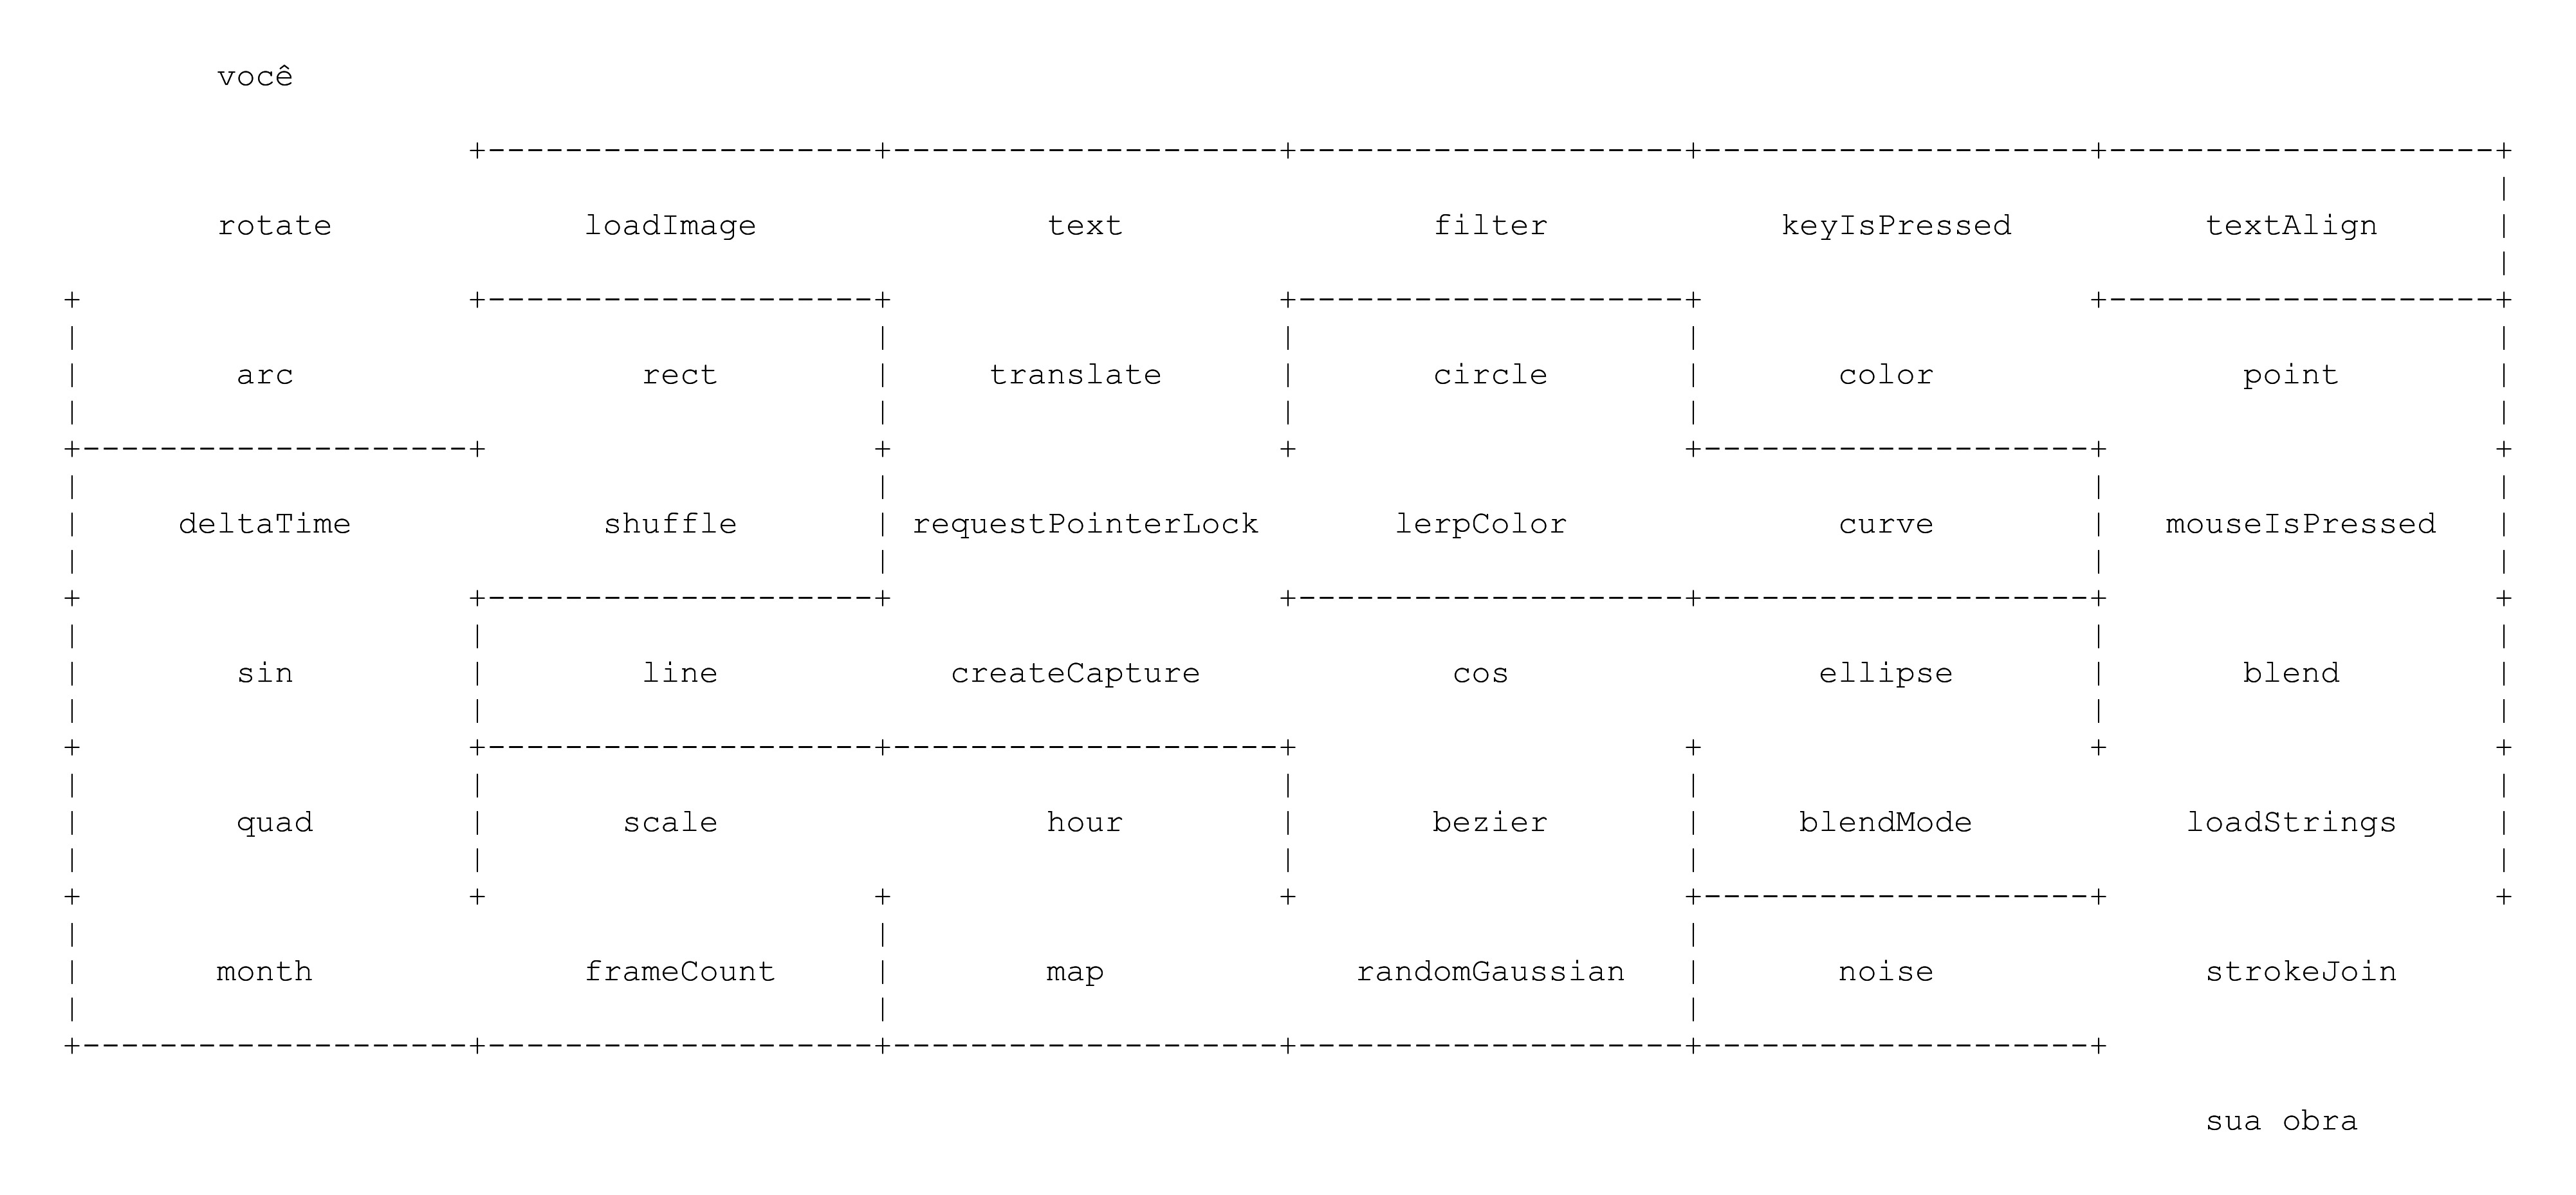 você
rotate loadImage text filter keyIsPressed textAlign
arc rect translate circle color point
deltaTime shuffle requestPointerLock lerpColor curve mouseIsPressed
sin line createCapture cos ellipse blend
quad scale hour bezier blendMode loadStrings
month frameCount map randomGaussian noise strokeJoin
sua obra